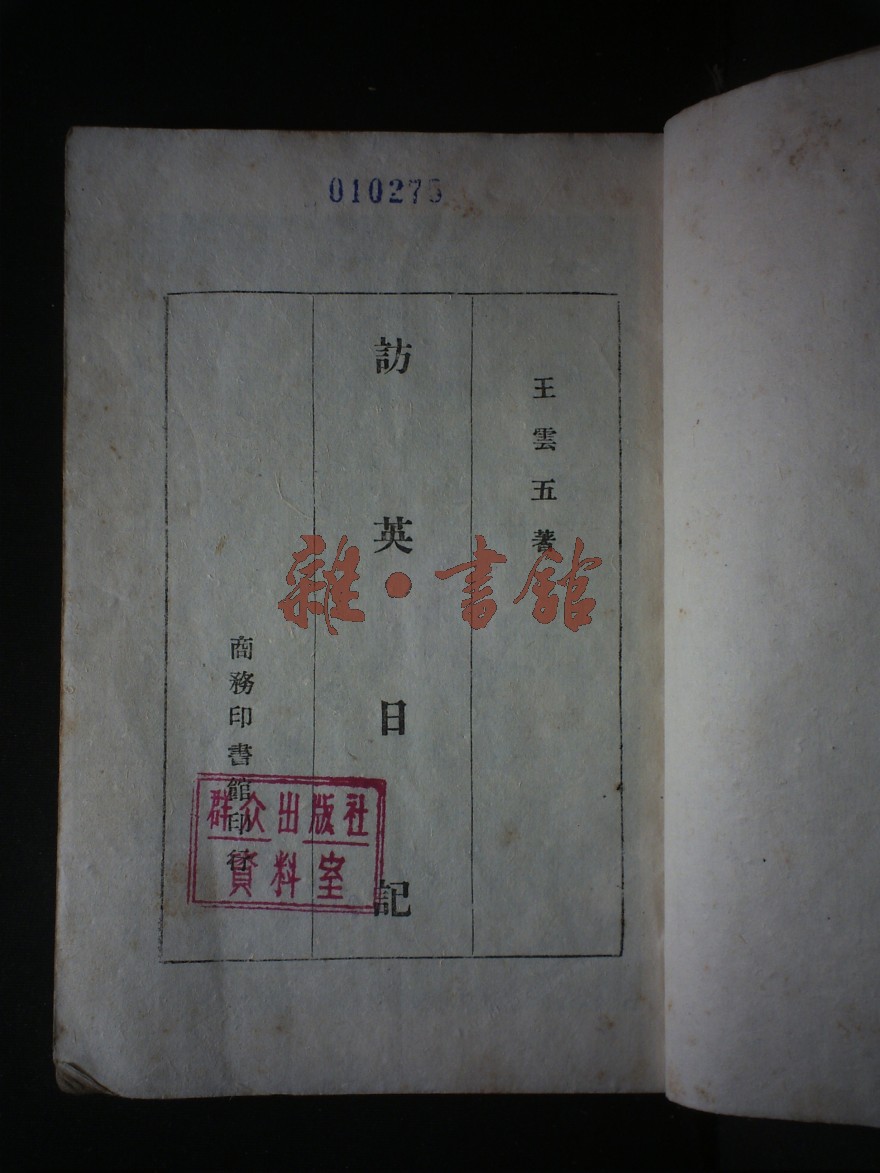 010275
王雲五著
訪英日記
商務印書館印行
群众出版社
資料室
雜·書館